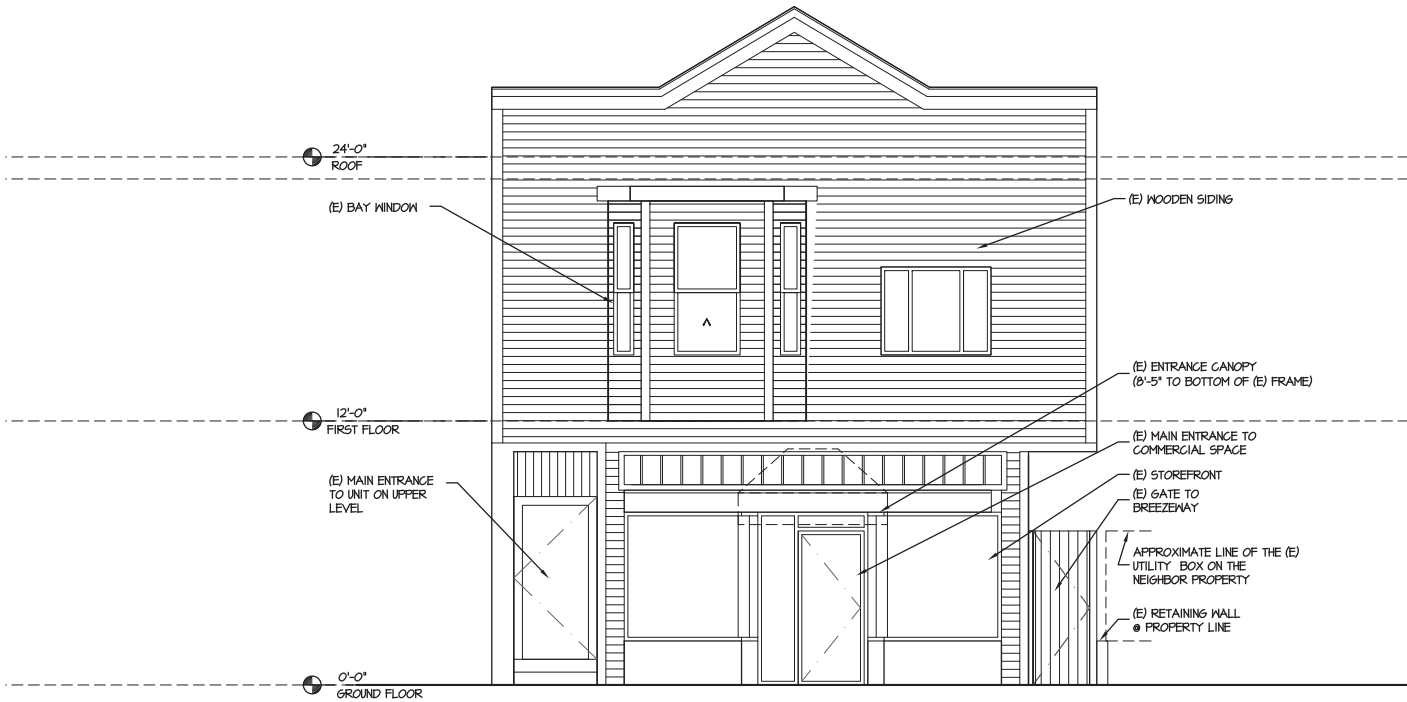 24'-0"
ROOF
(E) BAY WINDOW
(E) WOODEN SIDING
(E) ENTRANCE CANOPY
(8'-5" TO BOTTOM OF (E) FRAME)
12'-0"
FIRST FLOOR
(E) MAIN ENTRANCE TO
COMMERCIAL SPACE
(E) STOREFRONT
(E) MAIN ENTRANCE
TO UNIT ON UPPER
LEVEL
(E) GATE TO
BREEZEWAY
APPROXIMATE LINE OF THE (E)
UTILITY BOX ON THE
NEIGHBOR PROPERTY
(E) RETAINING WALL
@ PROPERTY LINE
0'-0"
GROUND FLOOR